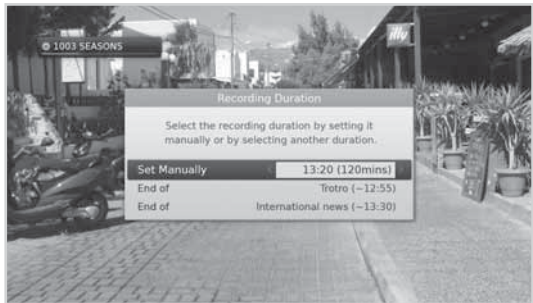 1003 SEASONS
illy
Recording Duration
Select the recording duration by setting it
manually or by selecting another duration.
Set Manually 13:20 (120mins)
End of Trotro (~12:55)
End of International news (~13:30)